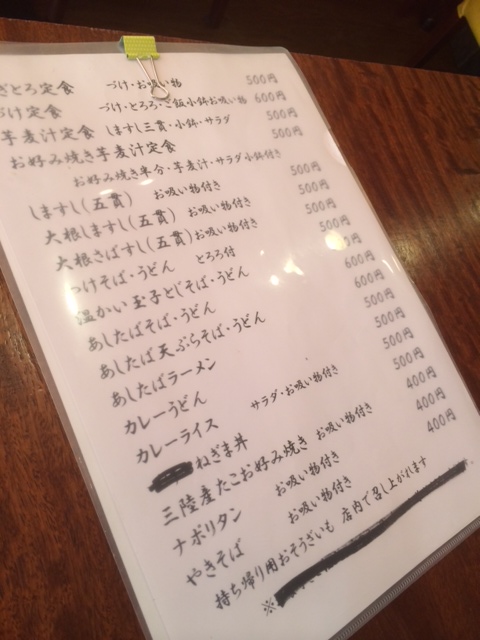 ぎとろ定食 づけ・お吸い物 500円
づけ定食 づけ・とろろ・ご飯小鉢お吸い物 600円
芋麦汁定食 しますし三貫・小鉢・サラダ 500円
お好み焼き芋麦汁定食 500円
お好み焼き半分・芋麦汁・サラダ小鉢付き
しますし(五貫) お吸い物付き 500円
大根しますし(五貫) お吸い物付き 500円
大根さばすし(五貫) お吸い物付き 500円
つけそば・うどん とろろ付 500円
温かい玉子とじそば・うどん 円
あしたばそば・うどん 600円
あしたば天ぷらそば・うどん 600円
あしたばラーメン 500円
カレーうどん 500円
カレーライス サラダ・お吸い物付き 500円
ねぎま丼 お吸い物付き 400円
三陸産たこお好み焼き お吸い物付き 400円
ナポリタン お吸い物付き 400円
やきそば お吸い物付き
持ち帰り用おそうざいも 店内で召し上がれます
※